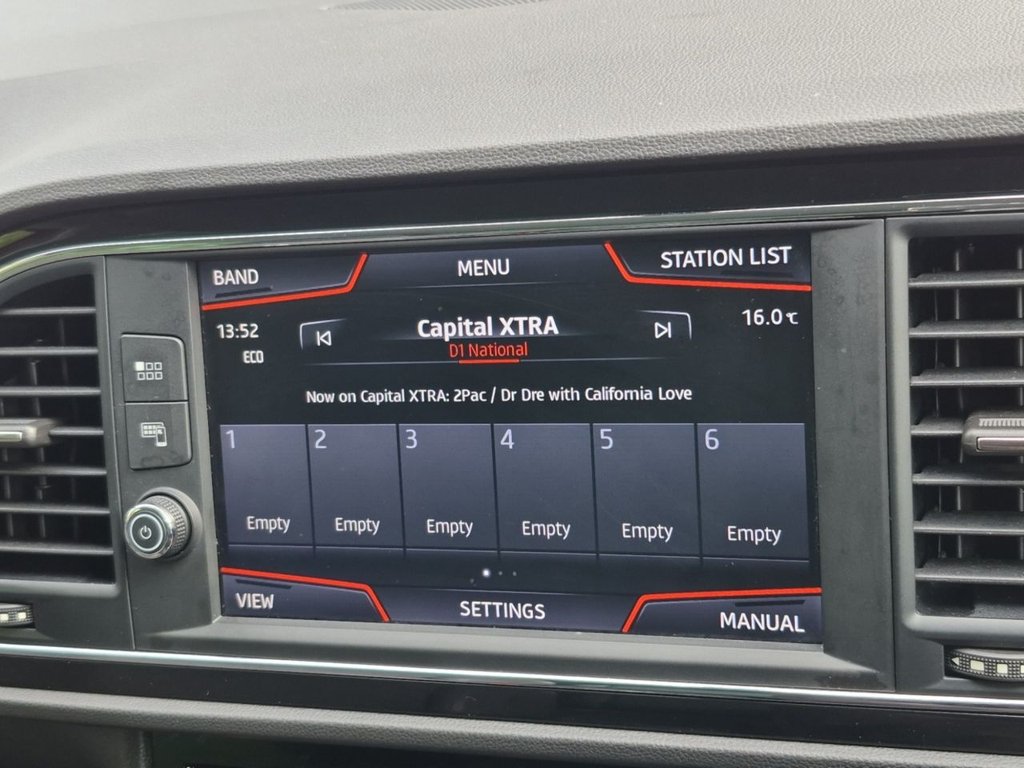 BAND
MENU
STATION LIST
13:52
Capital XTRA
16.0℃
ECO
D1 National
Now on Capital XTRA: 2Pac / Dr Dre with California Love
1 2 3 4 5 6
Empty Empty Empty Empty Empty Empty
VIEW
SETTINGS
MANUAL